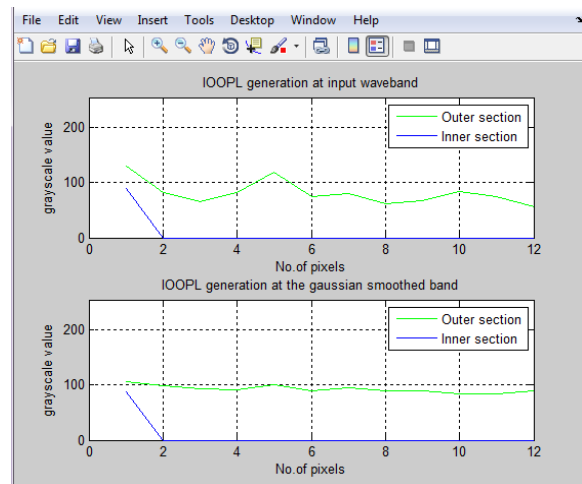 File Edit View Insert Tools Desktop Window Help
IOOPL generation at input waveband
Outer section
Inner section
grayscale value
200
100
0
0 2 4 6 8 10 12
No.of pixels
IOOPL generation at the gaussian smoothed band
Outer section
Inner section
grayscale value
200
100
0
0 2 4 6 8 10 12
No.of pixels